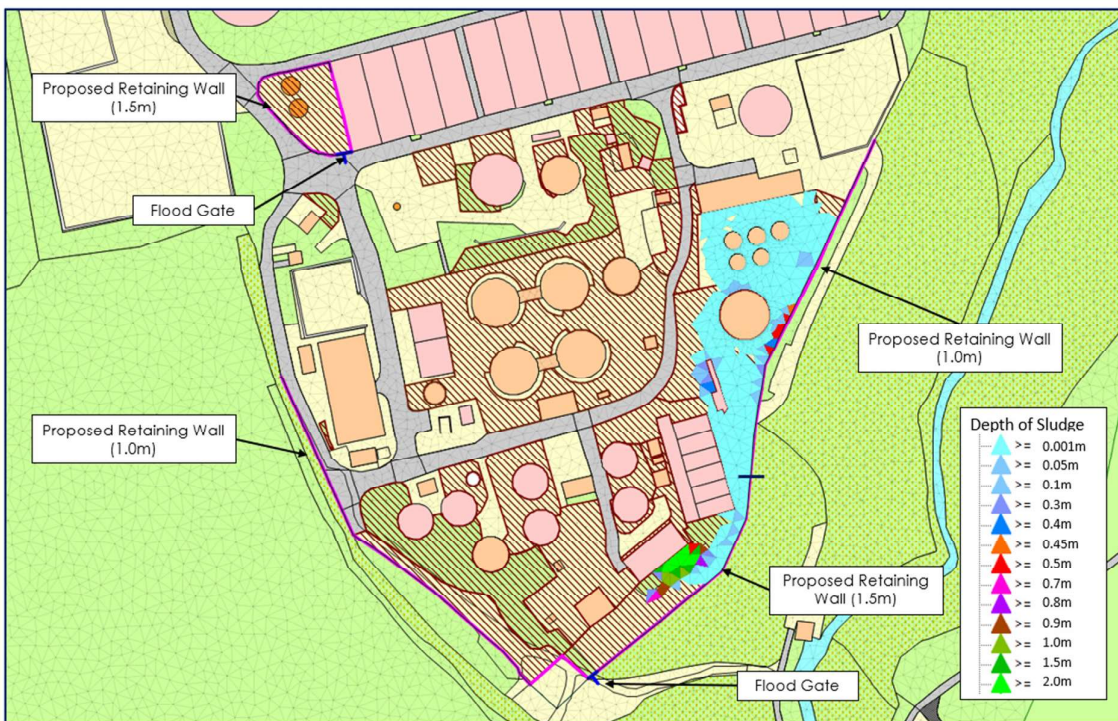 Proposed Retaining Wall
(1.5m)
Flood Gate
Proposed Retaining Wall
(1.0m)
Proposed Retaining Wall
(1.0m)
Proposed Retaining
Wall (1.5m)
Flood Gate
Depth of Sludge
>= 0.001m
>= 0.05m
>= 0.1m
>= 0.3m
>= 0.4m
>= 0.45m
>= 0.5m
>= 0.7m
>= 0.8m
>= 0.9m
>= 1.0m
>= 1.5m
>= 2.0m